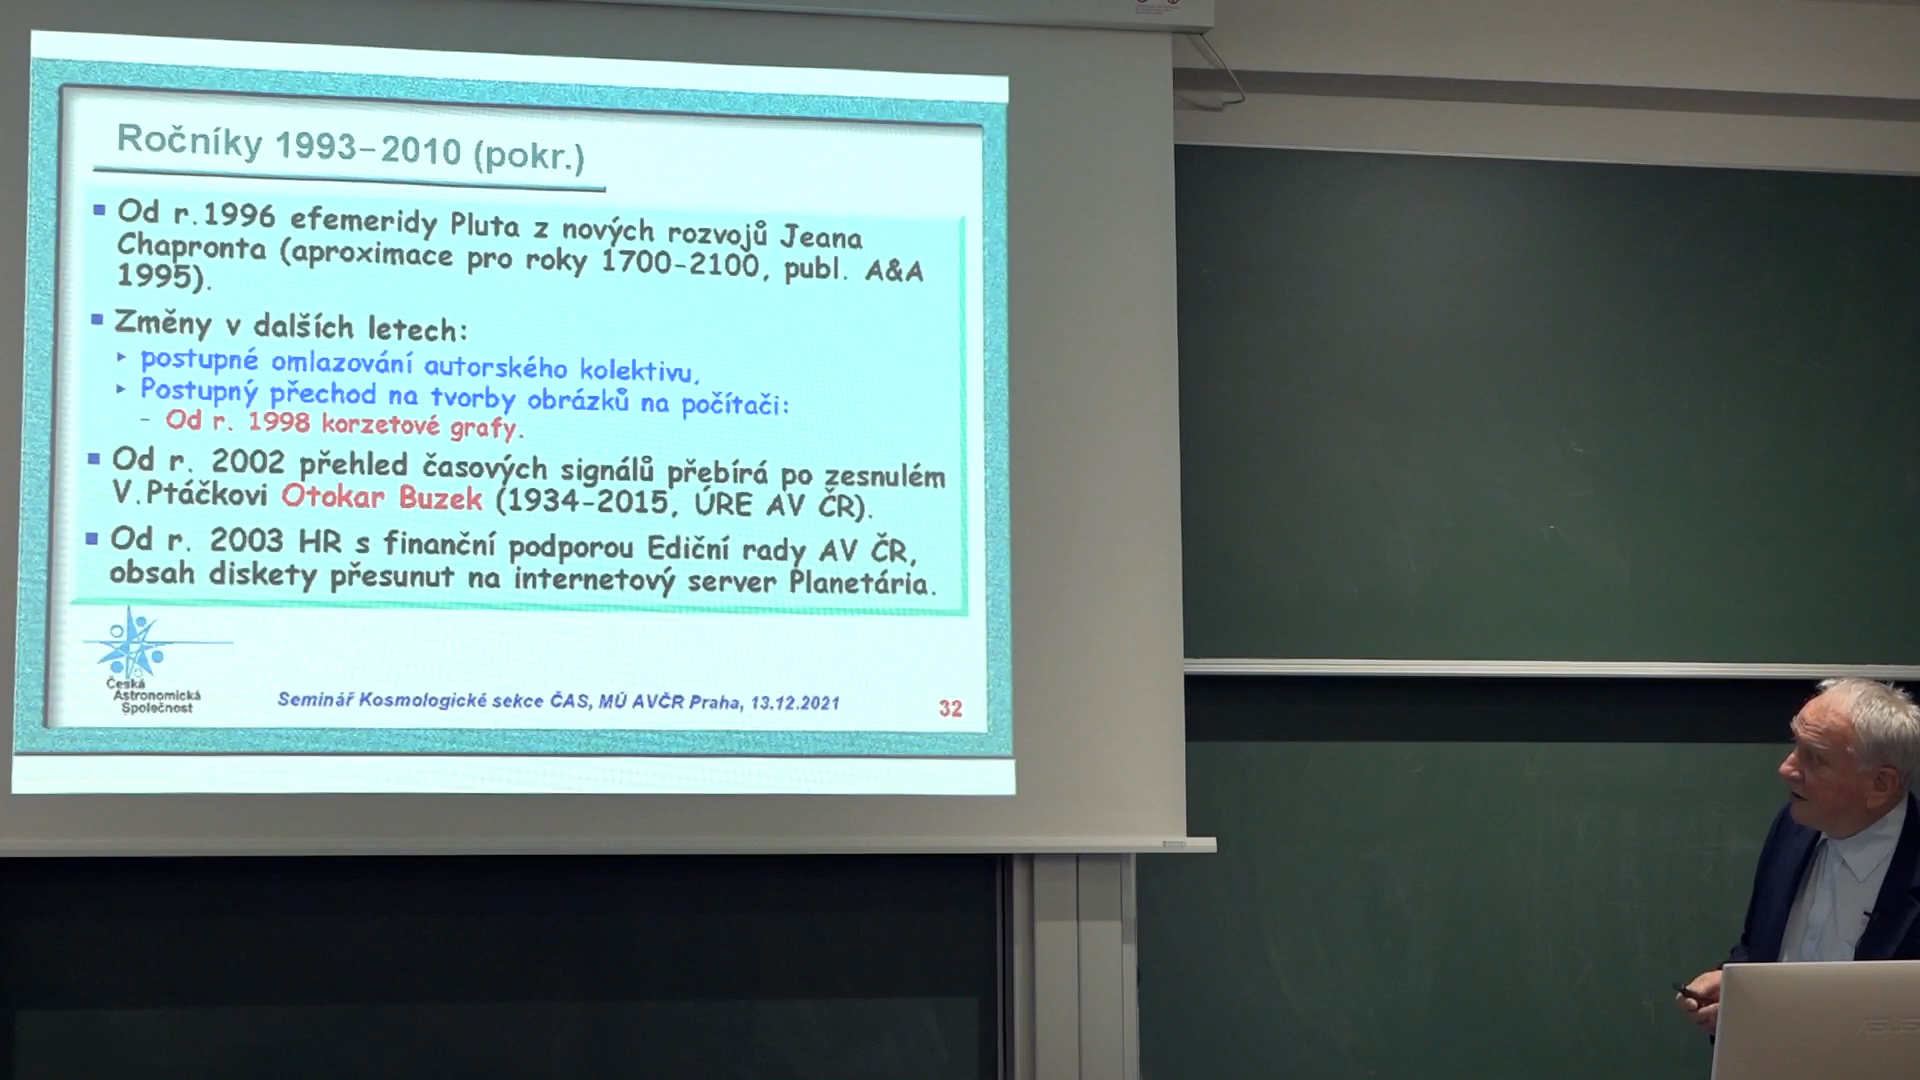 Ročníky 1993–2010 (pokr.)
Od r.1996 efemeridy Pluta z nových rozvojů Jeana
Chapronta (aproximace pro roky 1700-2100, publ. A&A
1995).
Změny v dalších letech:
postupné omlazování autorského kolektivu,
Postupný přechod na tvorby obrázků na počítači:
- Od r. 1998 korzetové grafy.
Od r. 2002 přehled časových signálů přebírá po zesnulém
V.Ptáčkovi Otokar Buzek (1934-2015, ÚRE AV ČR).
Od r. 2003 HR s finanční podporou Ediční rady AV ČR,
obsah diskety přesunut na internetový server Planetária.
Česká
Astronomická
Společnost
Seminář Kosmologické sekce ČAS, MÚ AVČR Praha, 13.12.2021
32
ASUS